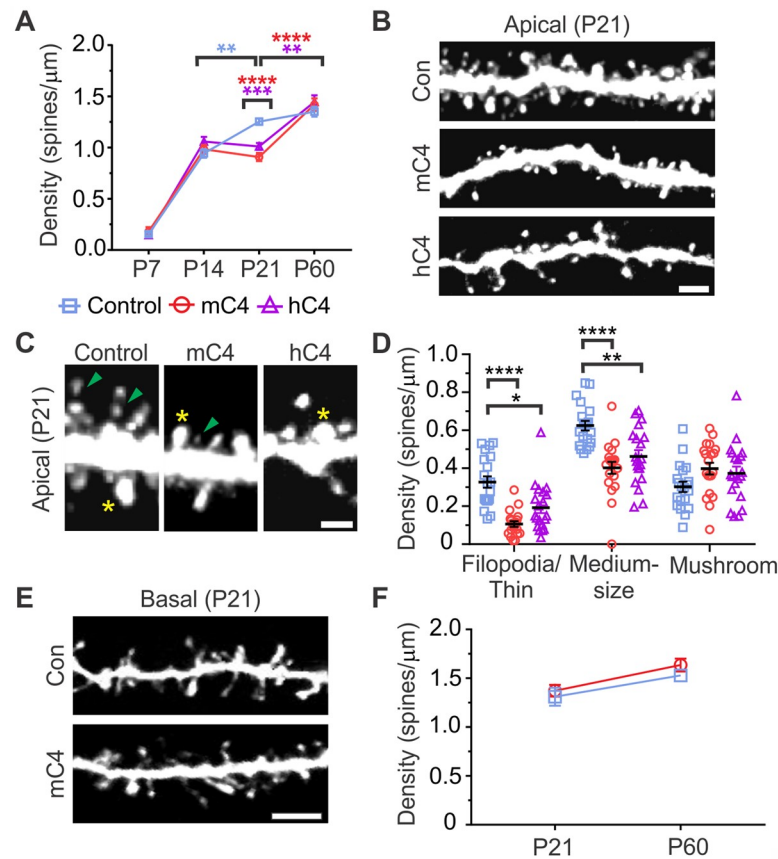 A
Density (spines/μm)
2.0
1.5
1.0
0.5
0.0
**
****
**
****
***
P7 P14 P21 P60
Control mC4 hC4
B
Apical (P21)
Con
mC4
hC4
C
Control mC4 hC4
Apical (P21)
*
*
*
D
Density (spines/μm)
1.0
0.8
0.6
0.4
0.2
0
****
*
****
**
Filopodia/
Thin
Medium-
size
Mushroom
E
Basal (P21)
Con
mC4
F
Density (spines/μm)
2.0
1.5
1.0
0.5
0
P21 P60